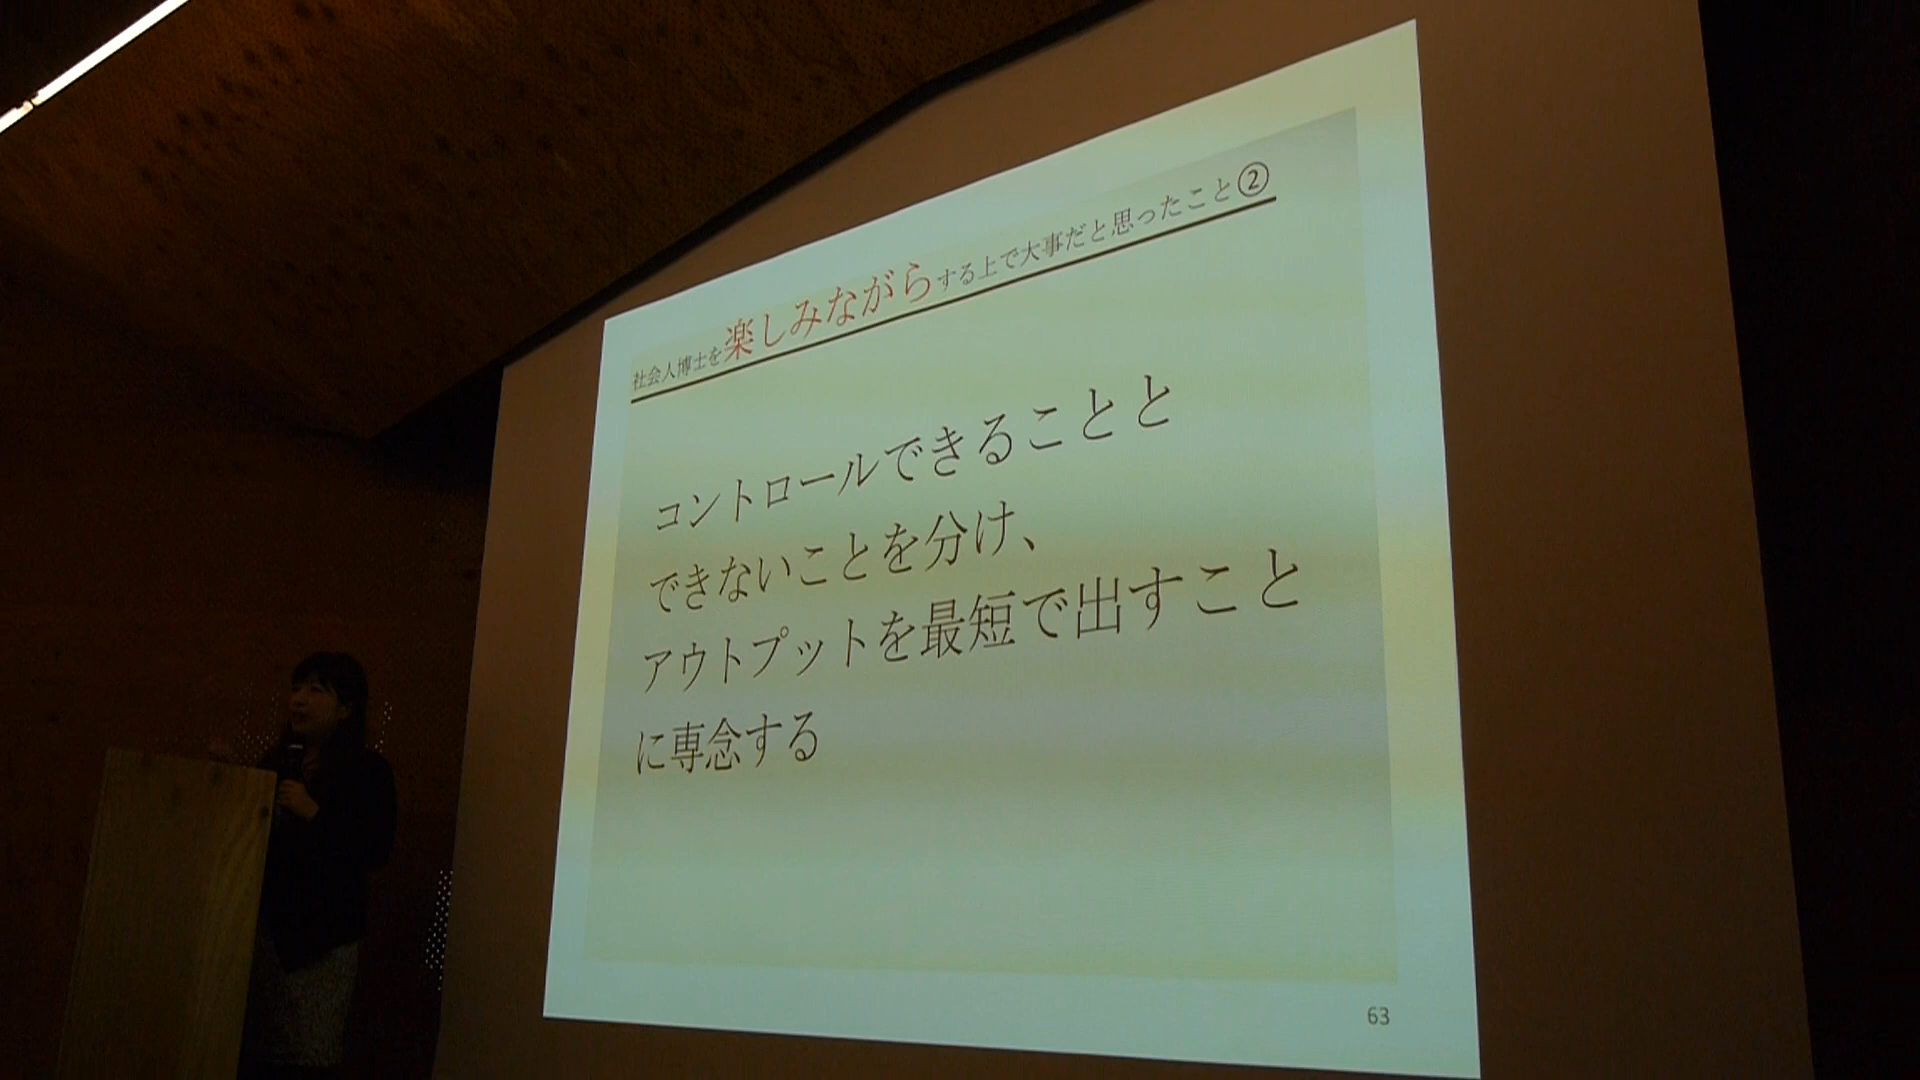 社会人博士を楽しみながらする上で大事だと思ったこと②
コントロールできることと
できないことを分け、
アウトプットを最短で出すこと
に専念する
63